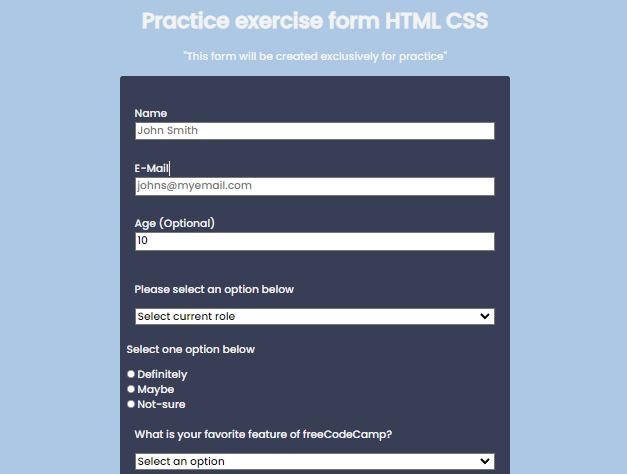 Practice exercise form HTML CSS
"This form will be created exclusively for practice"
Name
John Smith
E-Mail
johns@myemail.com
Age (Optional)
10
Please select an option below
Select current role
Select one option below
Definitely
Maybe
Not-sure
What is your favorite feature of freeCodeCamp?
Select an option